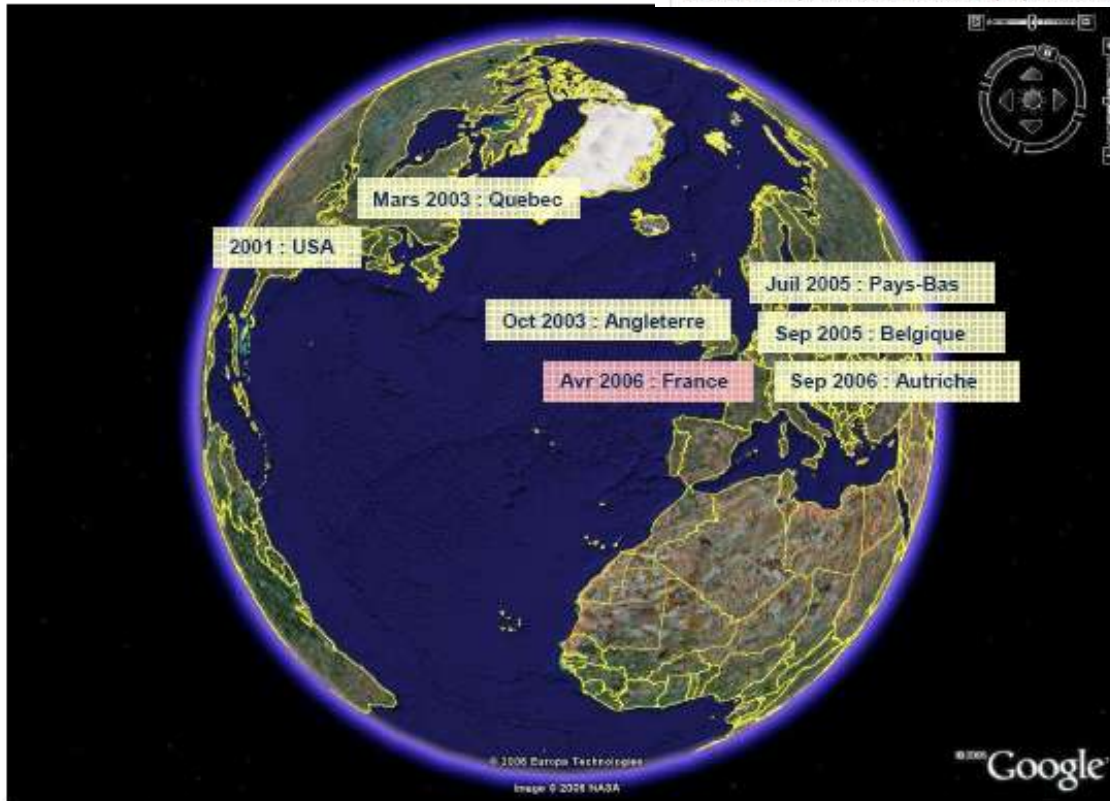 Mars 2003 : Quebec
2001 : USA
Juil 2005 : Pays-Bas
Oct 2003 : Angleterre
Sep 2005 : Belgique
Avr 2006 : France
Sep 2006 : Autriche
© 2006 Europa Technologies
Image © 2006 NASA
©2005 Google